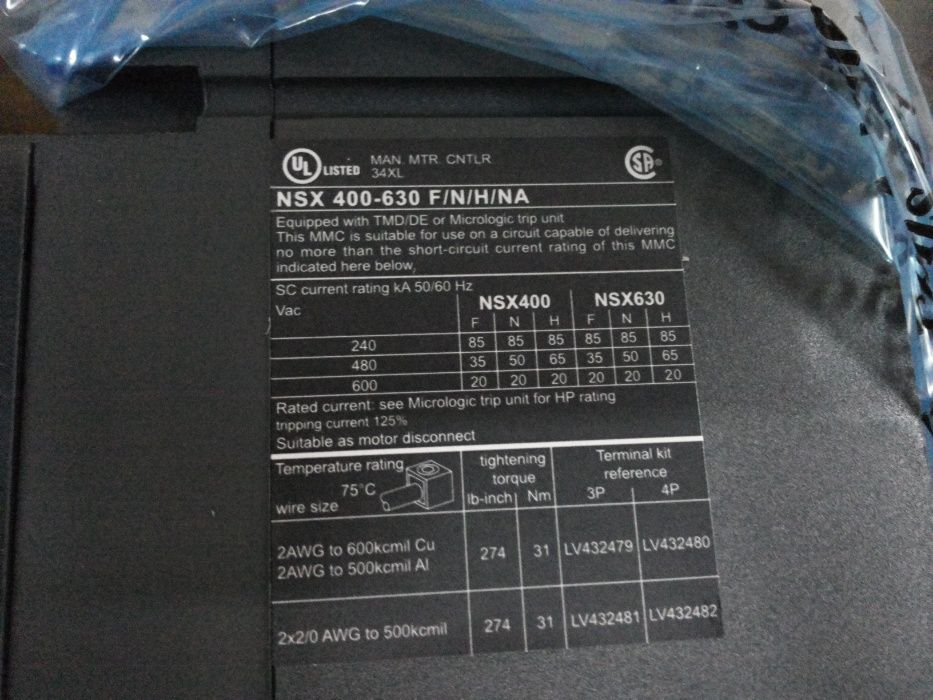 UL LISTED MAN. MTR. CNTLR
34XL
SA
NSX 400-630 F/N/H/NA
Equipped with TMD/DE or Micrologic trip unit
This MMC is suitable for use on a circuit capable of delivering
no more than the short-circuit current rating of this MMC
indicated here below,
SC current rating kA 50/60 Hz
Vac NSX400 NSX630
F N H F N H
240 85 85 85 85 85 85
480 35 50 65 35 50 65
600 20 20 20 20 20 20
Rated current: see Micrologic trip unit for HP rating
tripping current 125%
Suitable as motor disconnect
Temperature rating
75°C
wire size
tightening
torque
lb-inch Nm
Terminal kit
reference
3P 4P
2AWG to 600kcmil Cu
2AWG to 500kcmil Al
274 31 LV432479 LV432480
2x2/0 AWG to 500kcmil 274 31 LV432481 LV432482